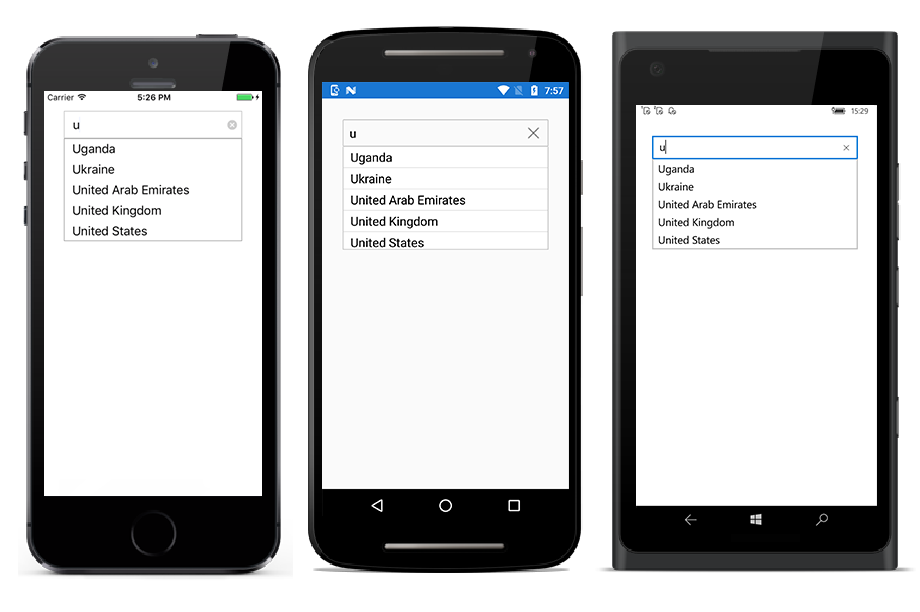 Carrier 5:26 PM
u
Uganda
Ukraine
United Arab Emirates
United Kingdom
United States
7:57
u
Uganda
Ukraine
United Arab Emirates
United Kingdom
United States
15:29
u
Uganda
Ukraine
United Arab Emirates
United Kingdom
United States